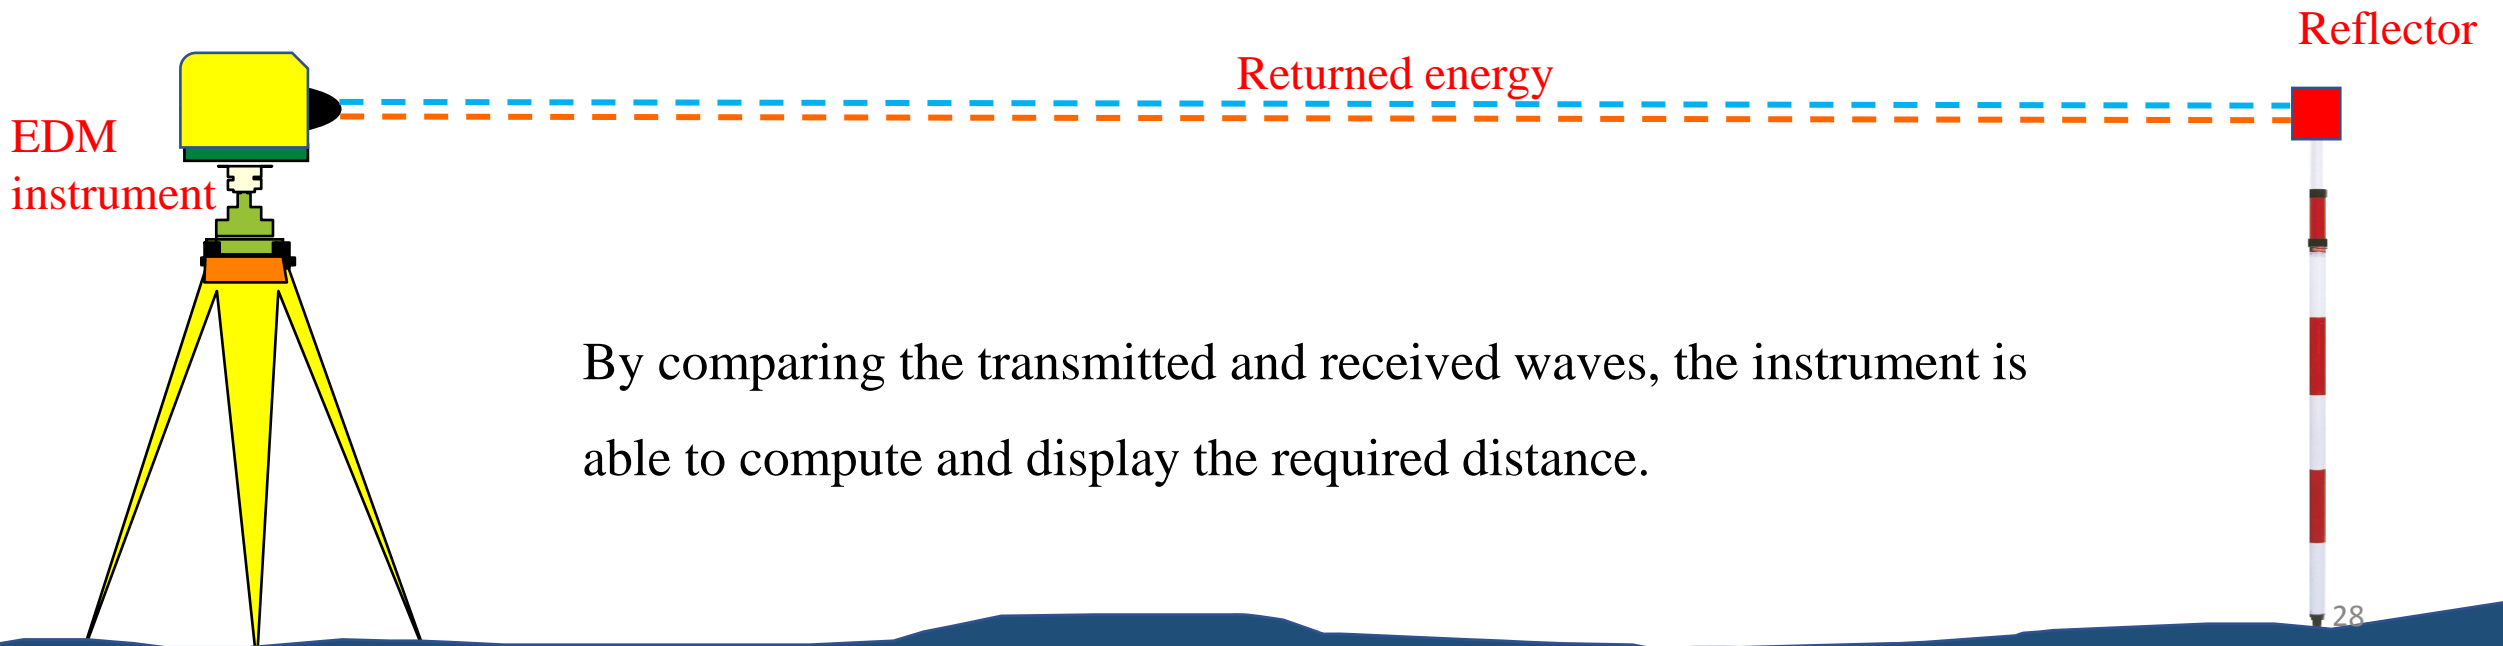 Reflector
Returned energy
EDM
instrument
By comparing the transmitted and received waves, the instrument is
able to compute and display the required distance.
28